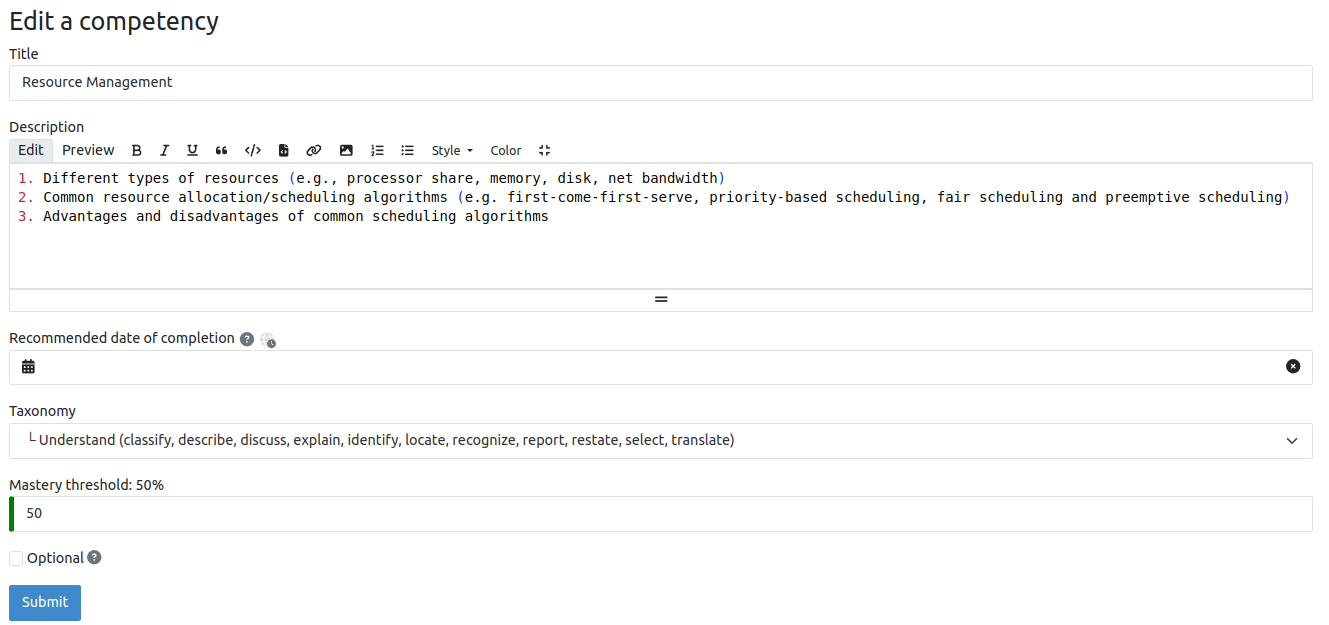 Edit a competency
Title
Resource Management
Description
Edit Preview B I U </> Style Color
1. Different types of resources (e.g., processor share, memory, disk, net bandwidth)
2. Common resource allocation/scheduling algorithms (e.g. first-come-first-serve, priority-based scheduling, fair scheduling and preemptive scheduling)
3. Advantages and disadvantages of common scheduling algorithms
Recommended date of completion ?
Taxonomy
└ Understand (classify, describe, discuss, explain, identify, locate, recognize, report, restate, select, translate)
Mastery threshold: 50%
50
Optional ?
Submit